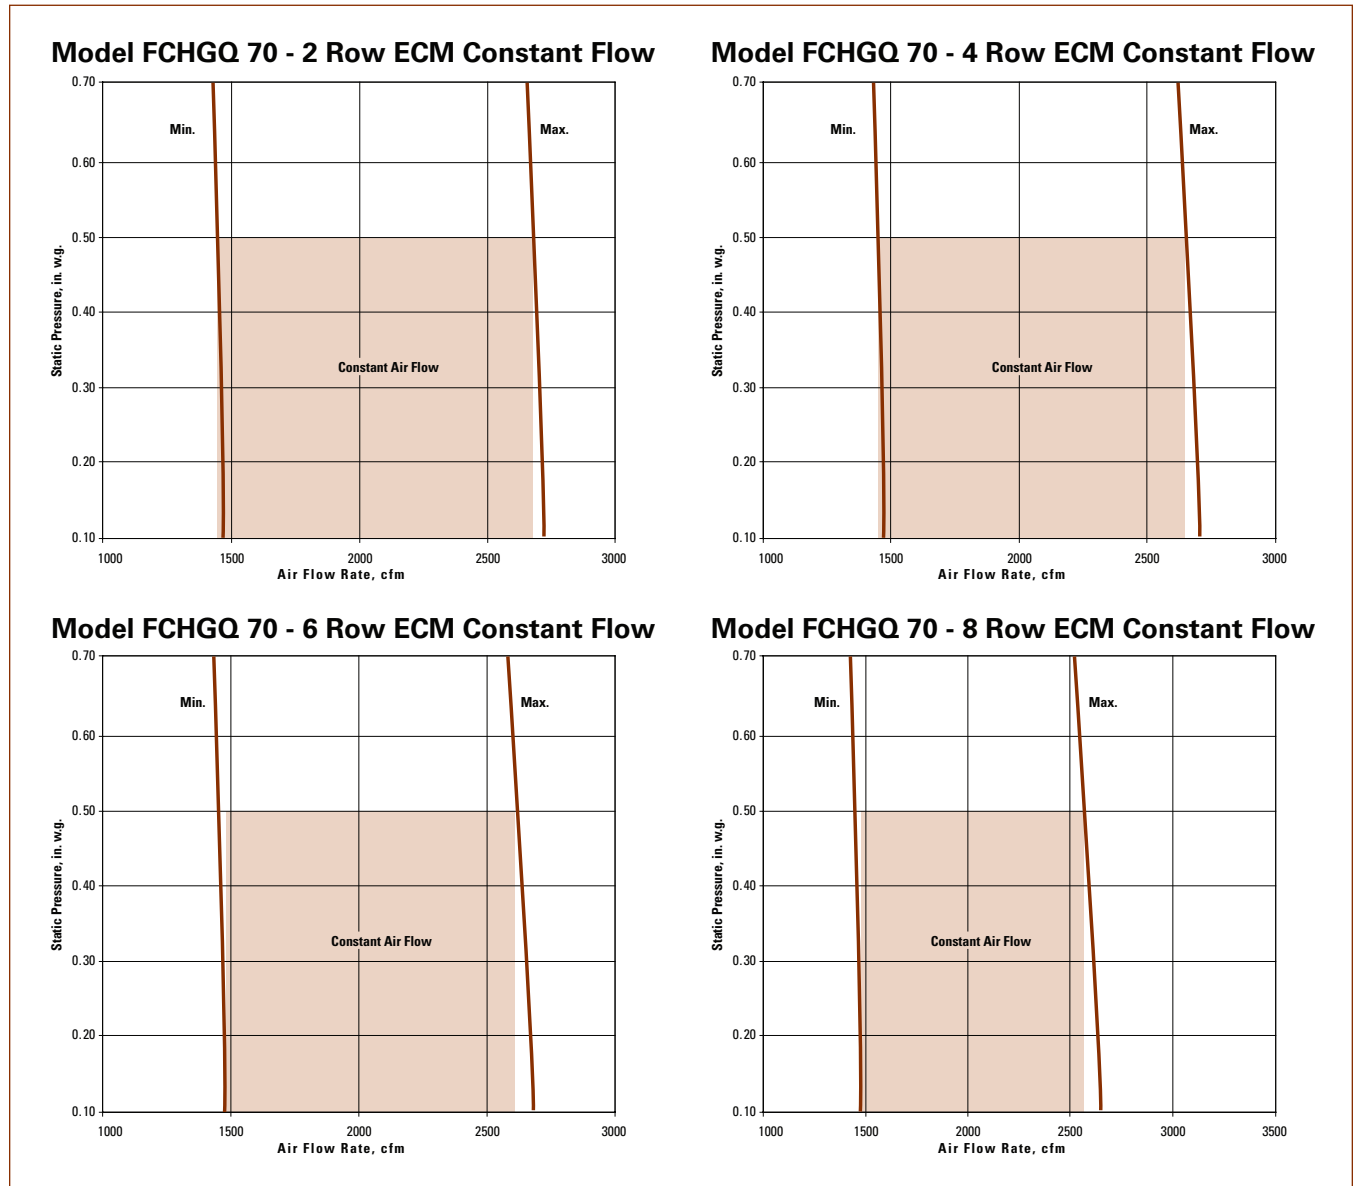 Model FCHGQ 70 - 2 Row ECM Constant Flow
0.70
0.60
0.50
0.40
0.30
0.20
0.10
Static Pressure, in. w.g.
Min.
Max.
Constant Air Flow
1000 1500 2000 2500 3000
Air Flow Rate, cfm
Model FCHGQ 70 - 4 Row ECM Constant Flow
0.70
0.60
0.50
0.40
0.30
0.20
0.10
Static Pressure, in. w.g.
Min.
Max.
Constant Air Flow
1000 1500 2000 2500 3000
Air Flow Rate, cfm
Model FCHGQ 70 - 6 Row ECM Constant Flow
0.70
0.60
0.50
0.40
0.30
0.20
0.10
Static Pressure, in. w.g.
Min.
Max.
Constant Air Flow
1000 1500 2000 2500 3000
Air Flow Rate, cfm
Model FCHGQ 70 - 8 Row ECM Constant Flow
0.70
0.60
0.50
0.40
0.30
0.20
0.10
Static Pressure, in. w.g.
Min.
Max.
Constant Air Flow
1000 1500 2000 2500 3000 3500
Air Flow Rate, cfm